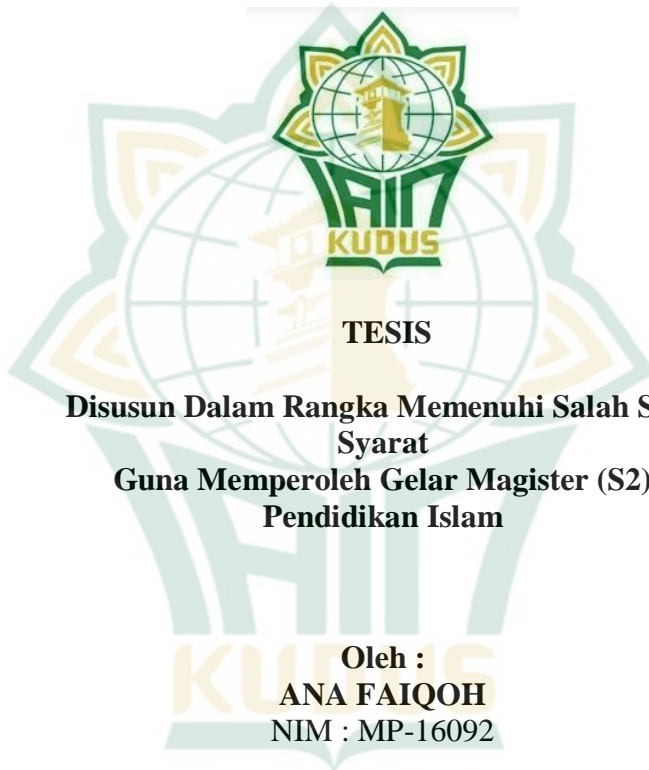 IAIN
KUDUS
TESIS
Disusun Dalam Rangka Memenuhi Salah S
Syarat
Guna Memperoleh Gelar Magister (S2)
Pendidikan Islam
Oleh :
ANA FAIQOH
NIM : MP-16092